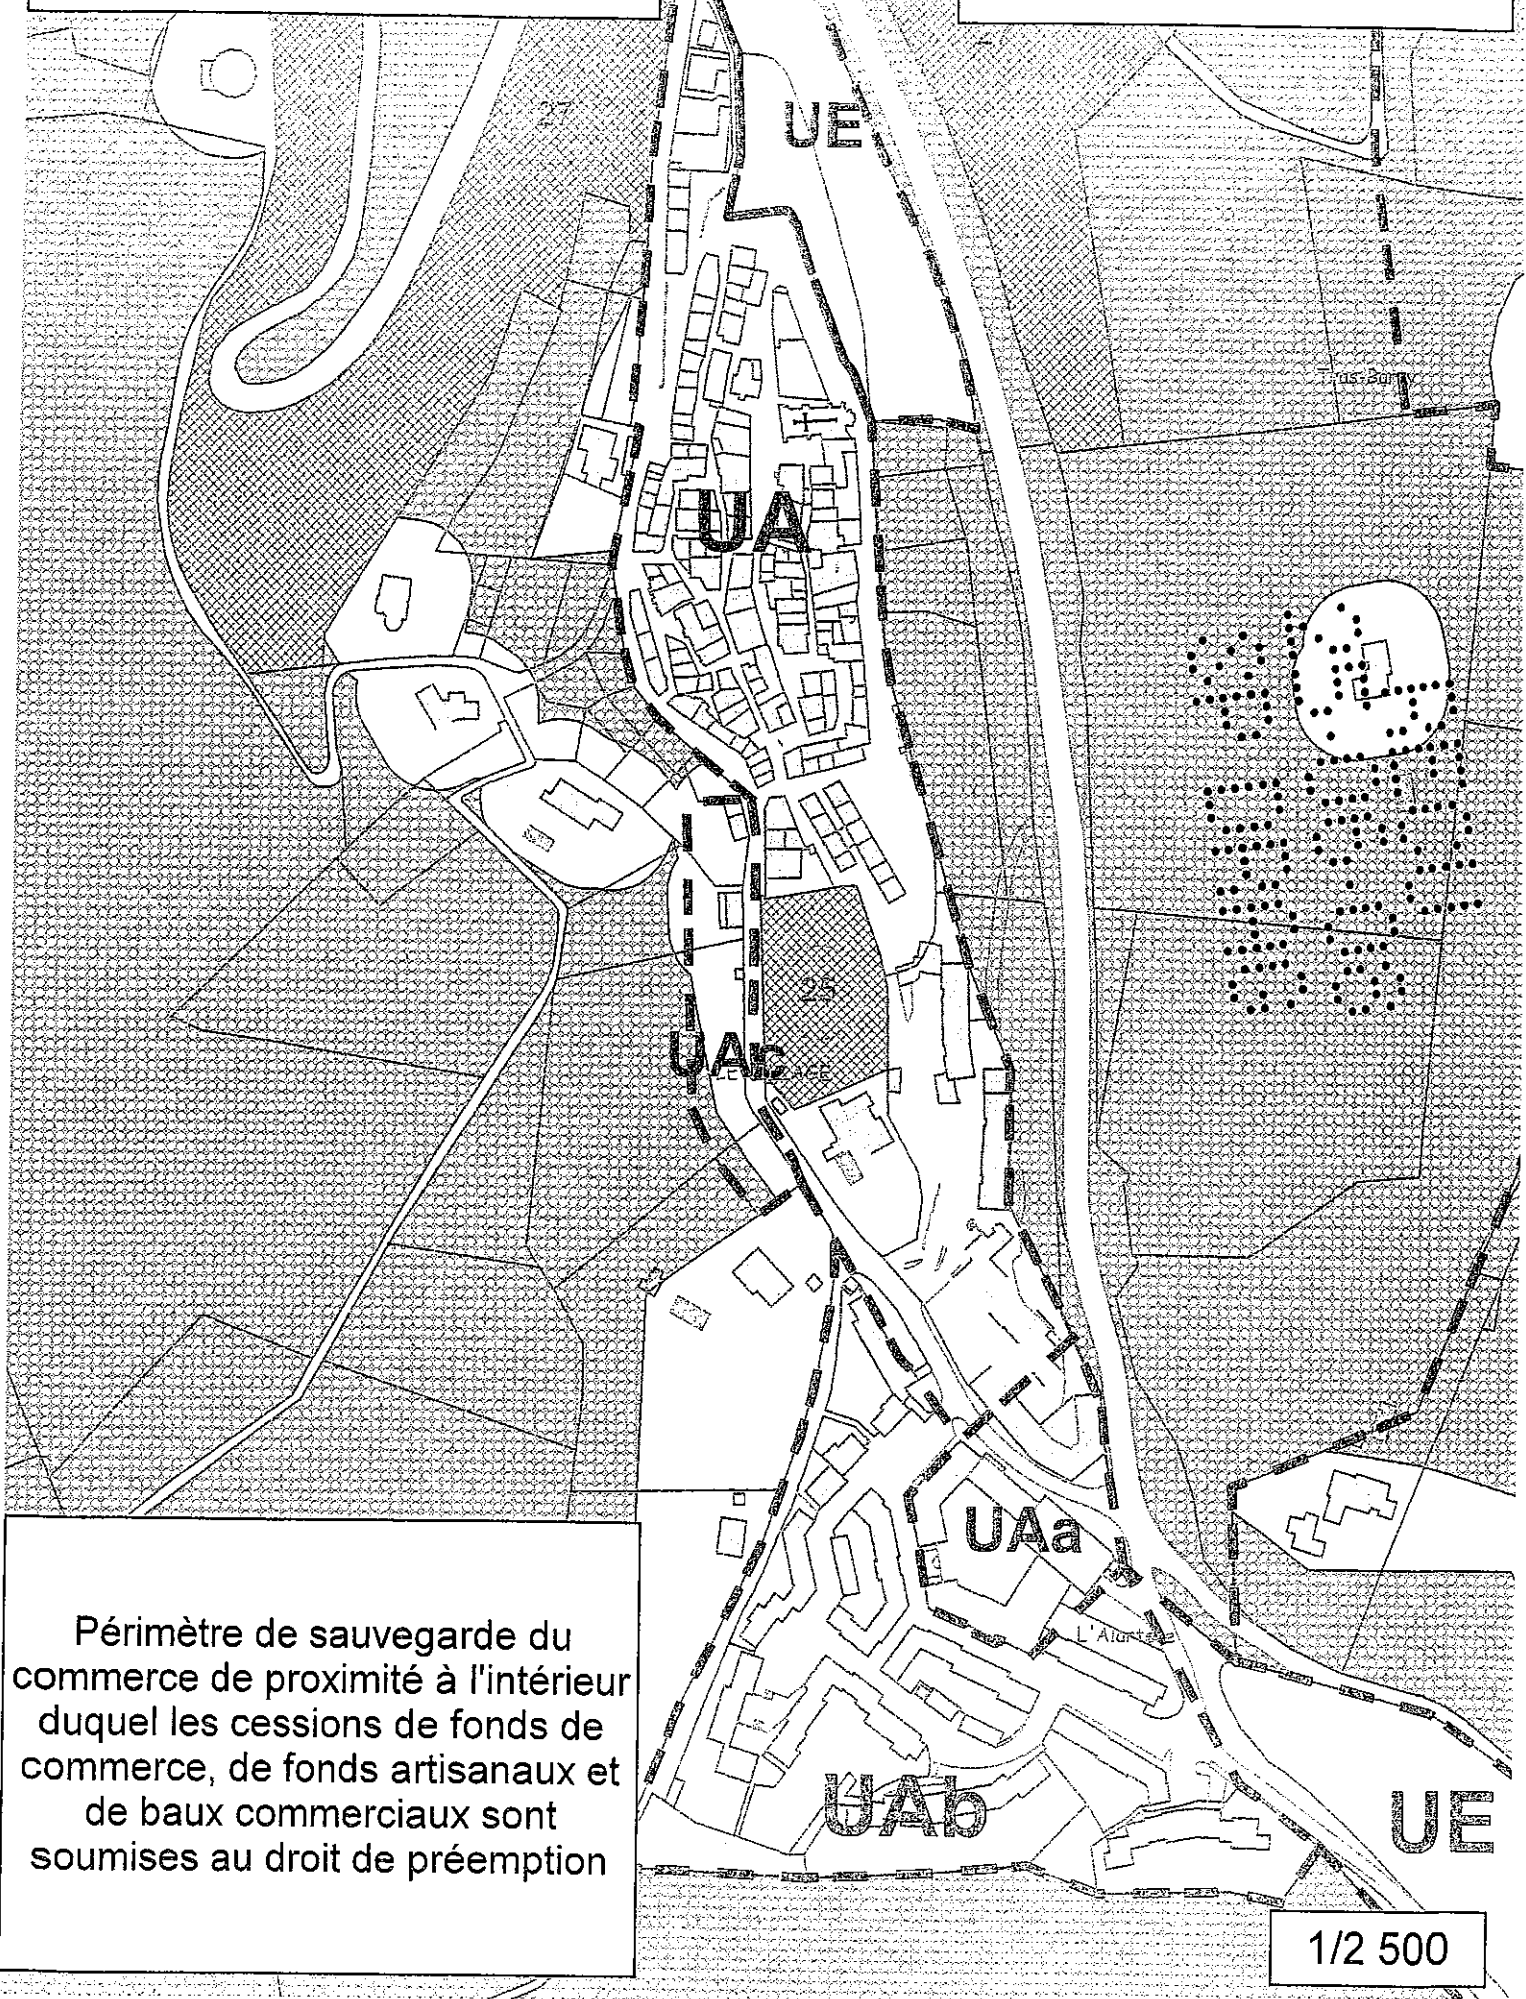 UE
UA
UAc
UAa
UAb
UE
Périmètre de sauvegarde du
commerce de proximité à l'intérieur
duquel les cessions de fonds de
commerce, de fonds artisanaux et
de baux commerciaux sont
soumises au droit de préemption
1/2 500